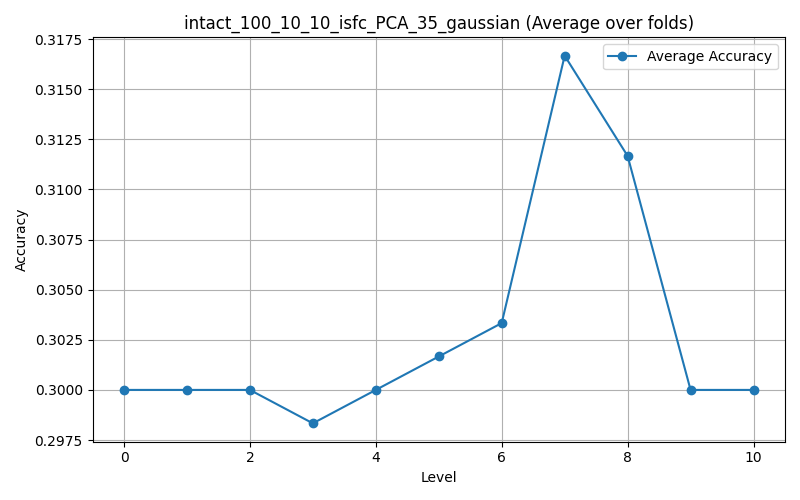 intact_100_10_10_isfc_PCA_35_gaussian (Average over folds)
Average Accuracy
0.3175
0.3150
0.3125
0.3100
0.3075
0.3050
0.3025
0.3000
0.2975
Accuracy
0 2 4 6 8 10
Level